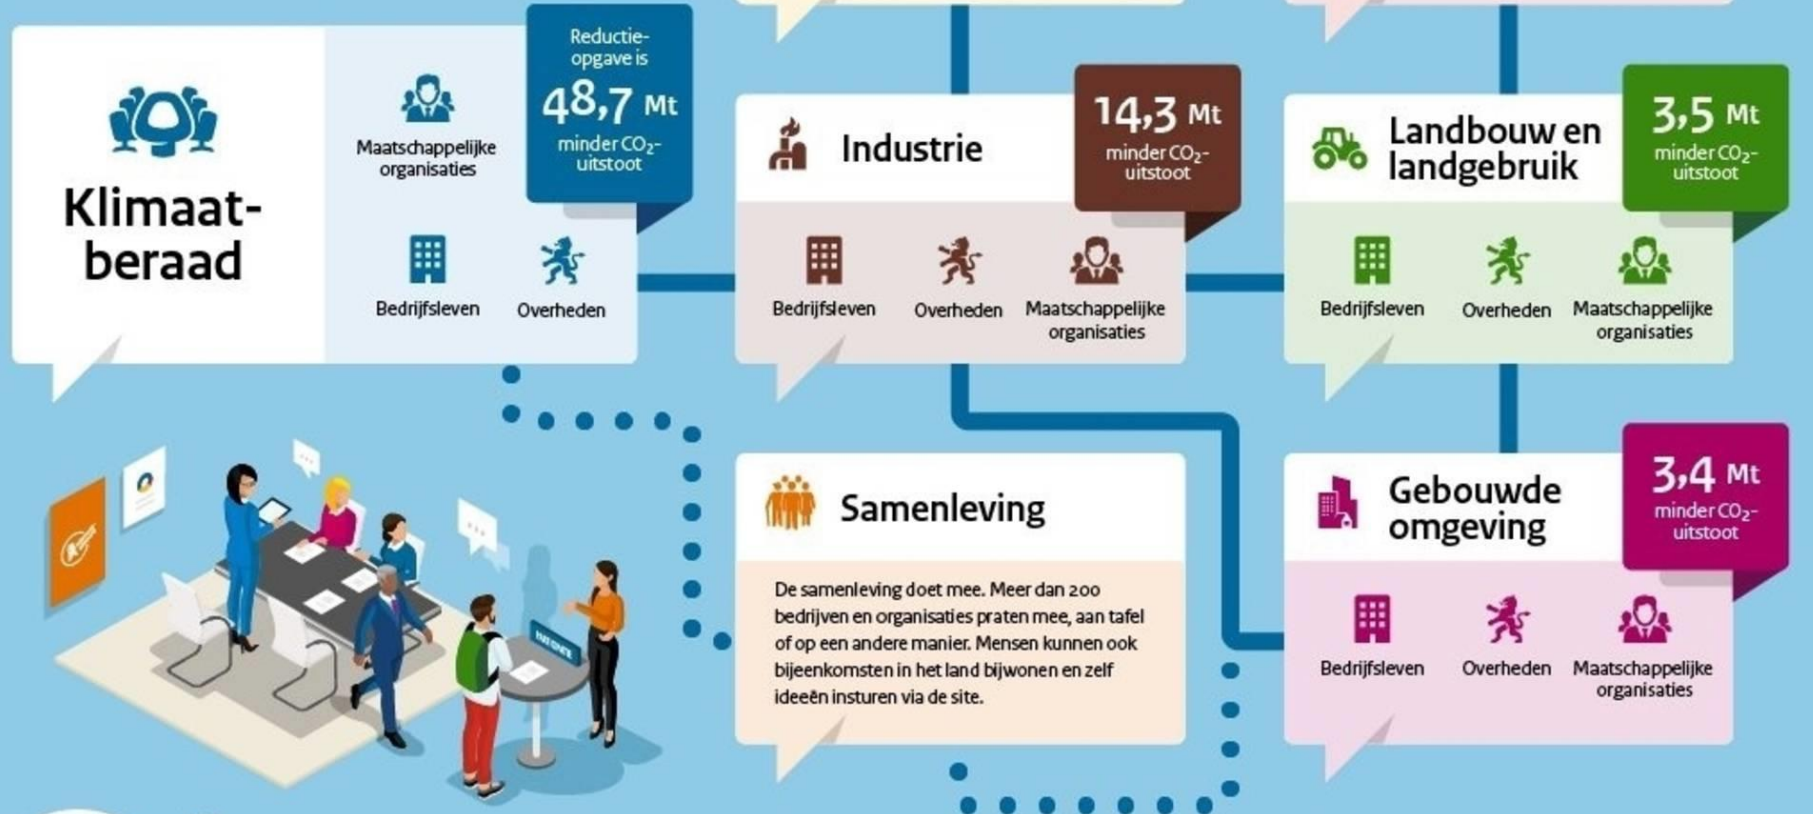 Klimaat-
beraad
Maatschappelijke
organisaties
Bedrijfsleven
Overheden
Reductie-
opgave is
48,7 Mt
minder CO₂-
uitstoot
Industrie
14,3 Mt
minder CO₂-
uitstoot
Bedrijfsleven
Overheden
Maatschappelijke
organisaties
Landbouw en
landgebruik
3,5 Mt
minder CO₂-
uitstoot
Bedrijfsleven
Overheden
Maatschappelijke
organisaties
Samenleving
De samenleving doet mee. Meer dan 200
bedrijven en organisaties praten mee, aan tafel
of op een andere manier. Mensen kunnen ook
bijeenkomsten in het land bijwonen en zelf
ideeën insturen via de site.
Gebouwde
omgeving
3,4 Mt
minder CO₂-
uitstoot
Bedrijfsleven
Overheden
Maatschappelijke
organisaties